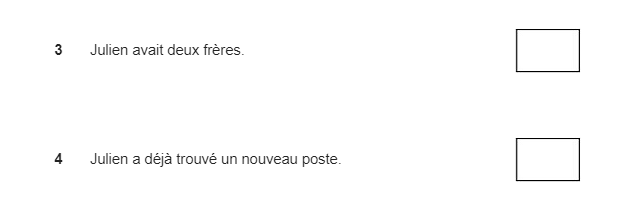 3 Julien avait deux frères.
4 Julien a déjà trouvé un nouveau poste.